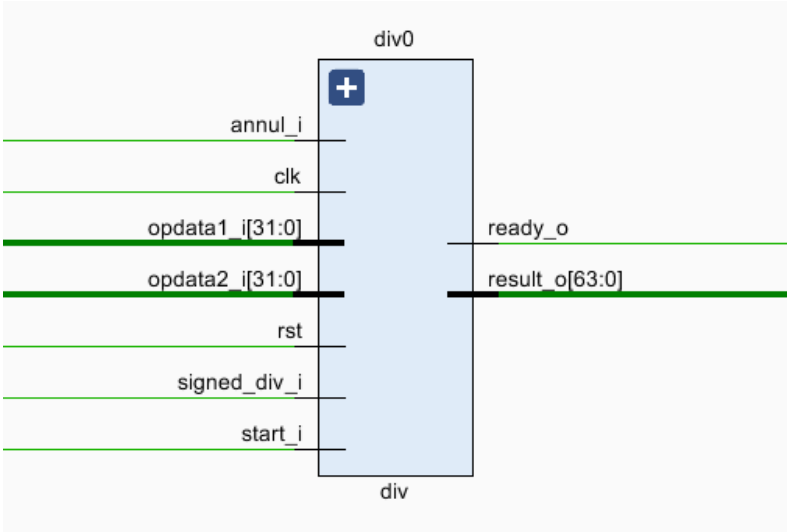 div0
annul_i
clk
opdata1_i[31:0]
ready_o
opdata2_i[31:0]
result_o[63:0]
rst
signed_div_i
start_i
div